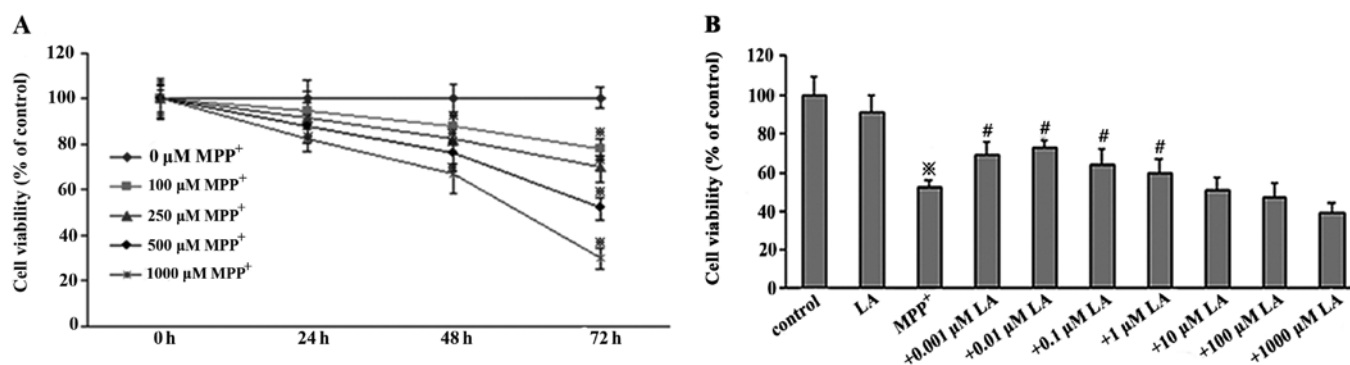 A
Cell viability (% of control)
120
100
80
60
40
20
0
0 h
24 h
48 h
72 h
0 µM MPP⁺
100 µM MPP⁺
250 µM MPP⁺
500 µM MPP⁺
1000 µM MPP⁺
※
※
※
※
※
※
※
B
Cell viability (% of control)
120
100
80
60
40
20
0
※
#
#
#
#
control
LA
MPP⁺
+0.001 µM LA
+0.01 µM LA
+0.1 µM LA
+1 µM LA
+10 µM LA
+100 µM LA
+1000 µM LA